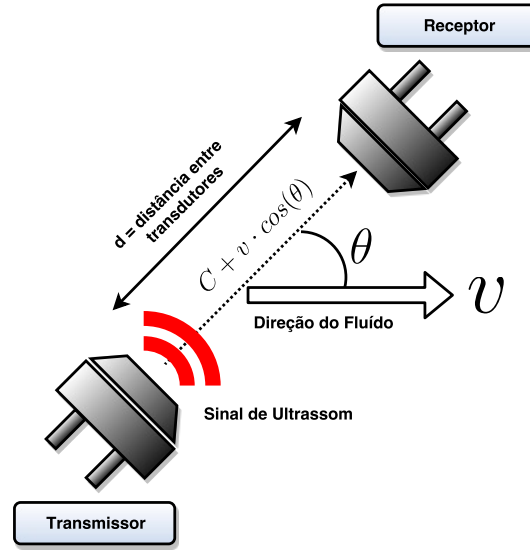 Receptor
d = distância entre
transdutores
C + v · cos(θ)
θ
v
Direção do Fluído
Sinal de Ultrassom
Transmissor